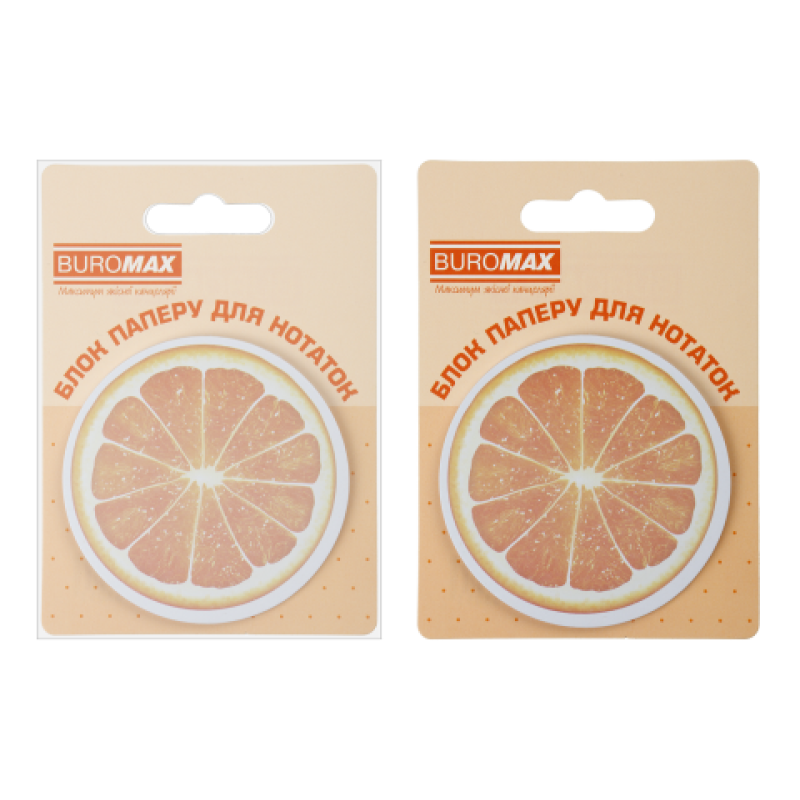 BUROMAX
Максимум якісної канцелярії
БЛОК ПАПЕРУ ДЛЯ НОТАТОК
BUROMAX
Максимум якісної канцелярії
БЛОК ПАПЕРУ ДЛЯ НОТАТОК